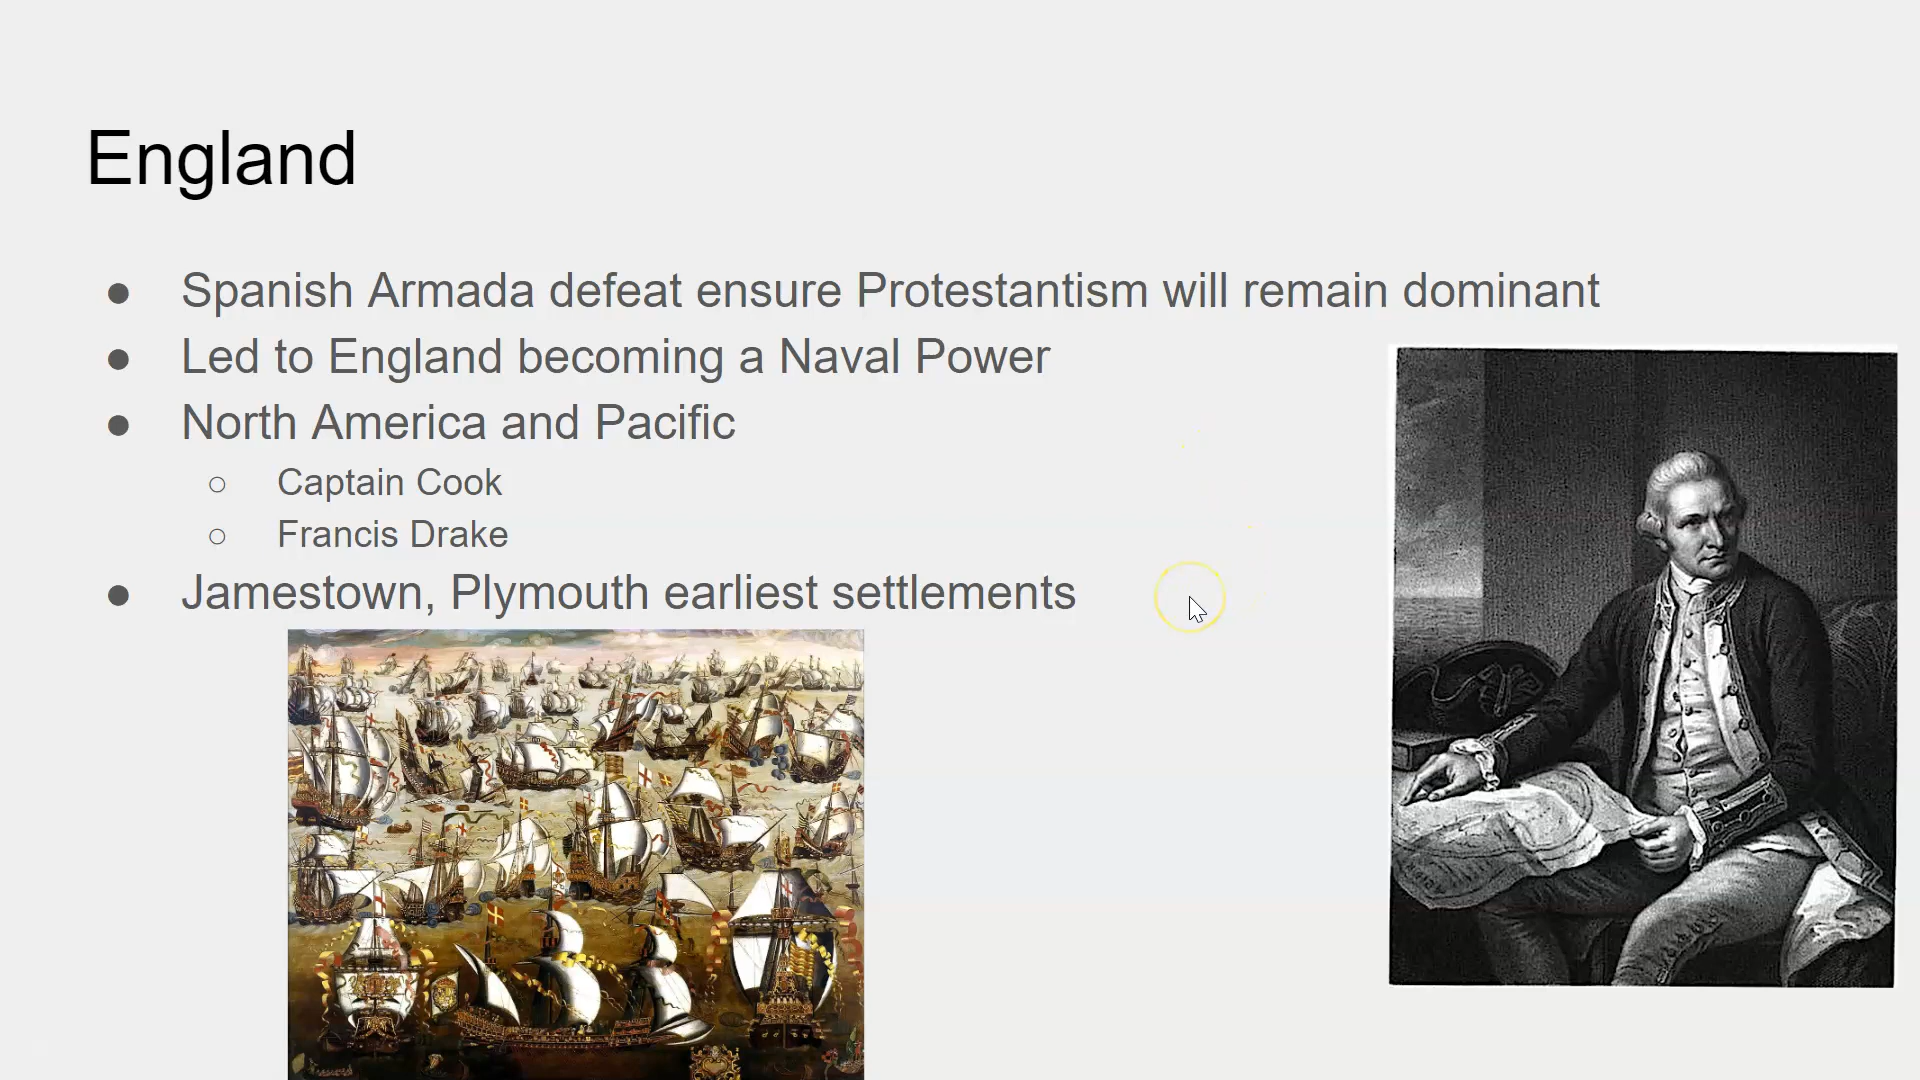 England
● Spanish Armada defeat ensure Protestantism will remain dominant
● Led to England becoming a Naval Power
● North America and Pacific
○ Captain Cook
○ Francis Drake
● Jamestown, Plymouth earliest settlements